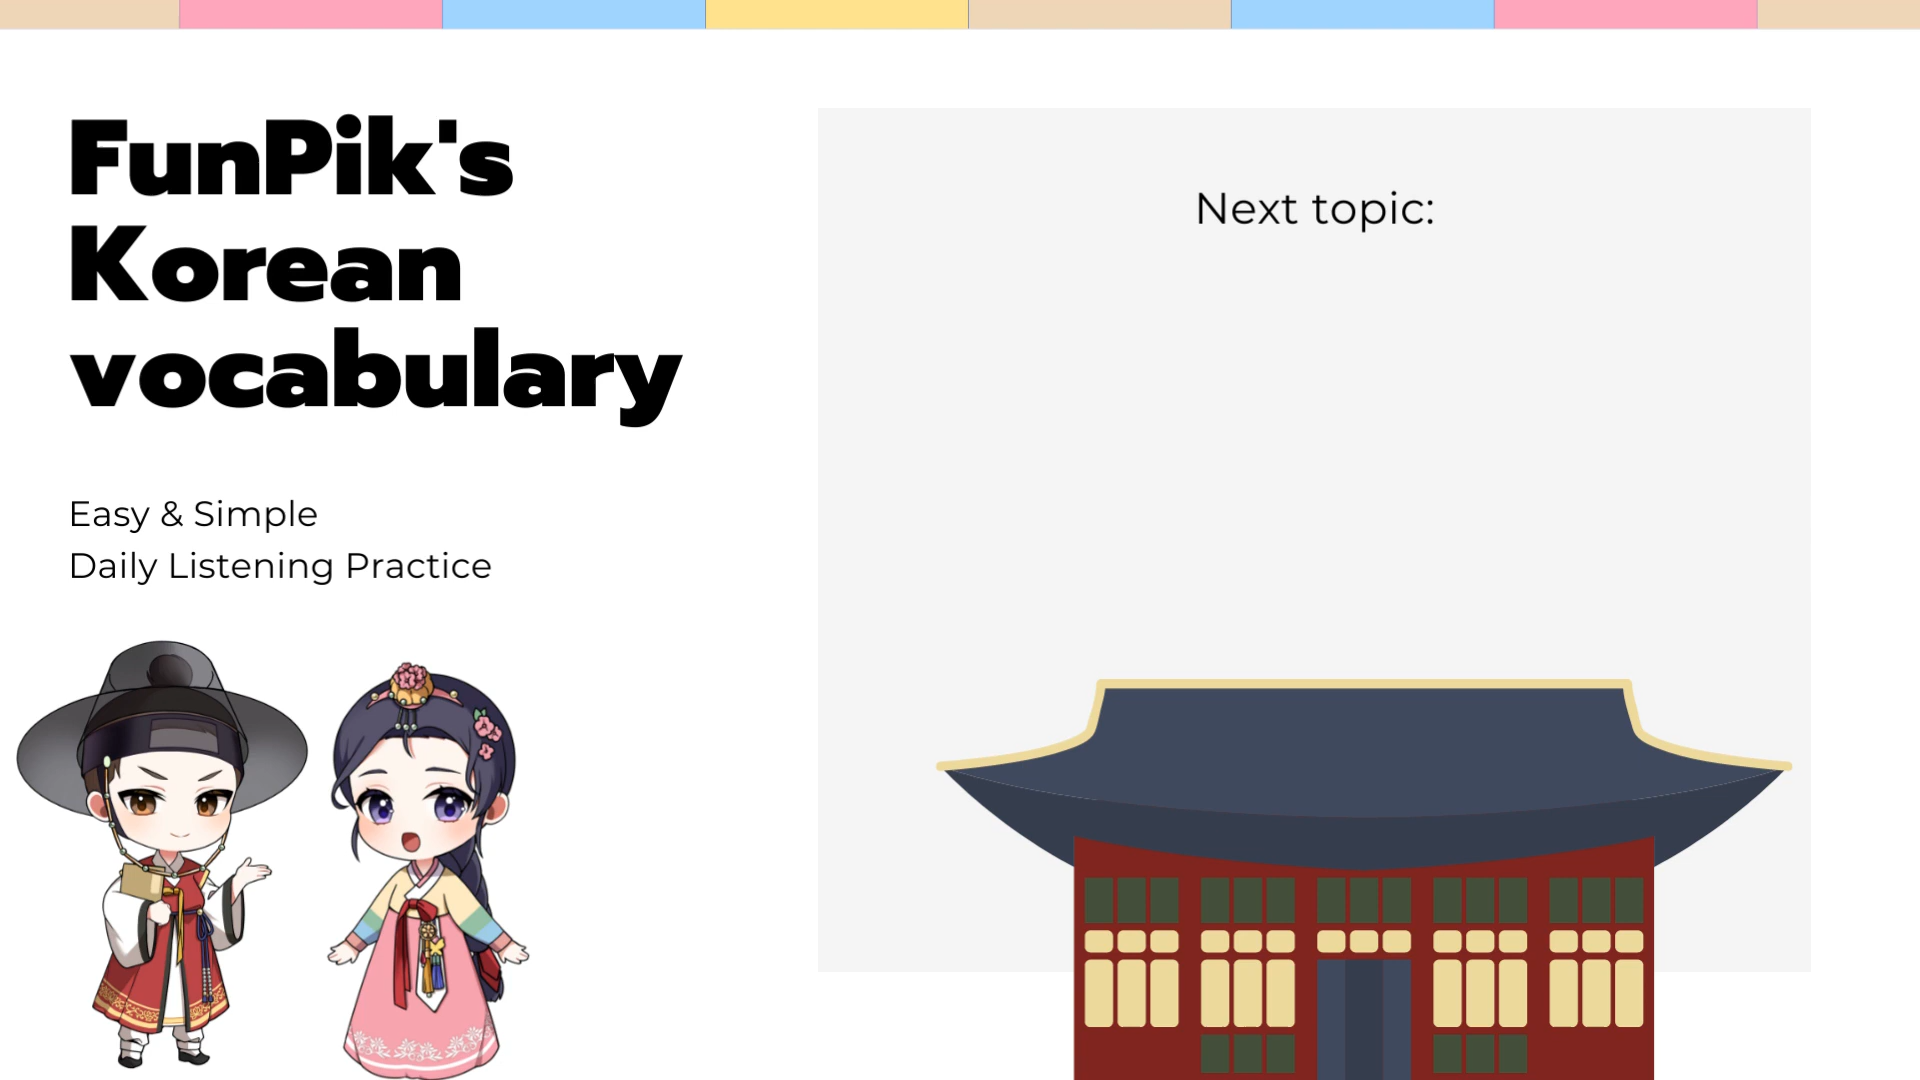 FunPik's
Korean
vocabulary
Easy & Simple
Daily Listening Practice
Next topic: